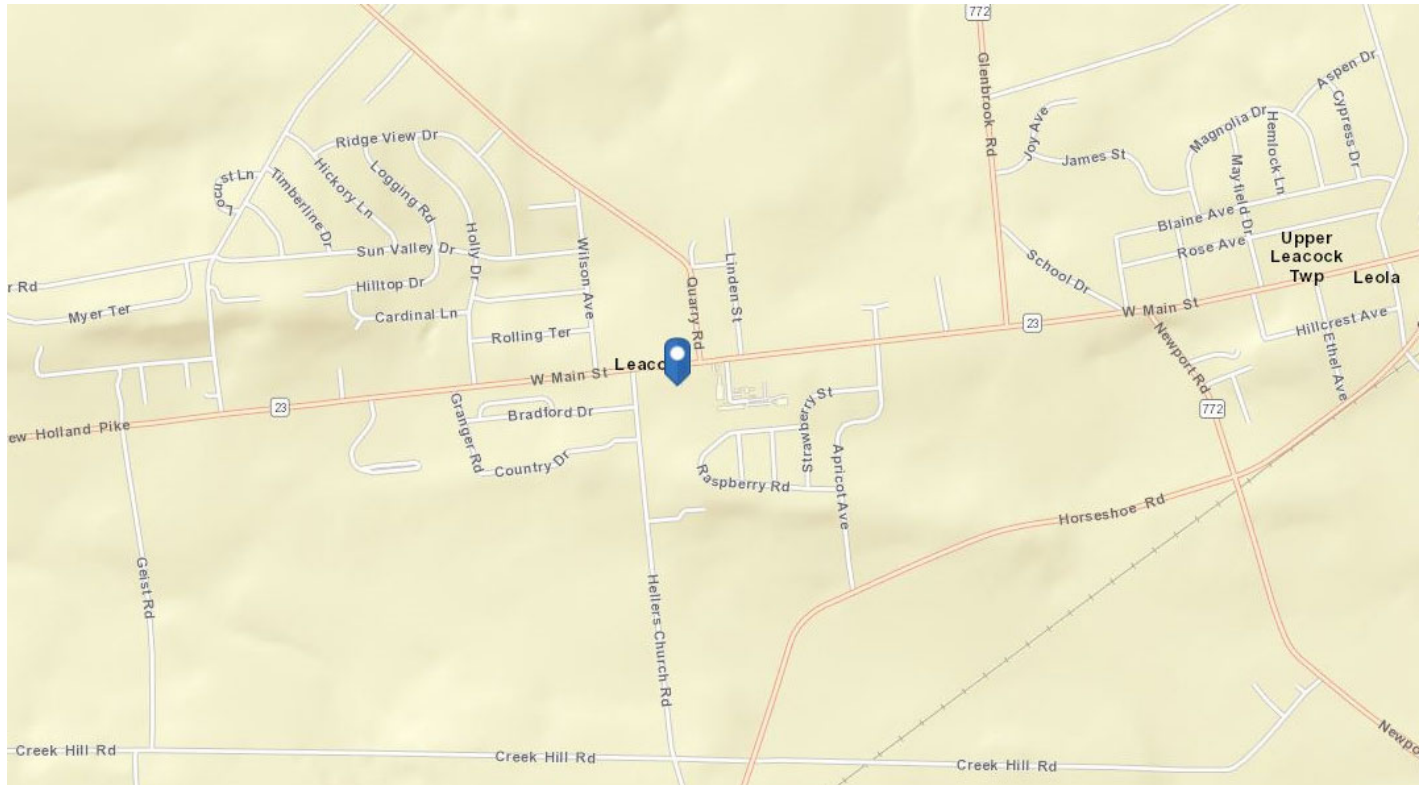 772
Glenbrook Rd
Aspen Dr
Cypress Dr
Magnolia Dr
Hemlock Ln
Joy Ave
Ridge View Dr
James St
Mayfield Dr
Hickory Ln
Logging Rd
Timberline Dr
Blaine Ave
Holly Dr
Wilson Ave
Sun Valley Dr
Linden St
Rose Ave
Upper
Leacock
Twp
Leola
School Dr
Hilltop Dr
Quarry Rd
r Rd
Myer Ter
Cardinal Ln
W Main St
23
Hillcrest Ave
Rolling Ter
Newport Rd
Ethel Ave
Leaco
W Main St
23
Bradford Dr
Granger Rd
Strawberry St
772
ew Holland Pike
Country Dr
Apricot Ave
Raspberry Rd
Horseshoe Rd
Geist Rd
Hellers Church Rd
Newpo
Creek Hill Rd
Creek Hill Rd
Creek Hill Rd